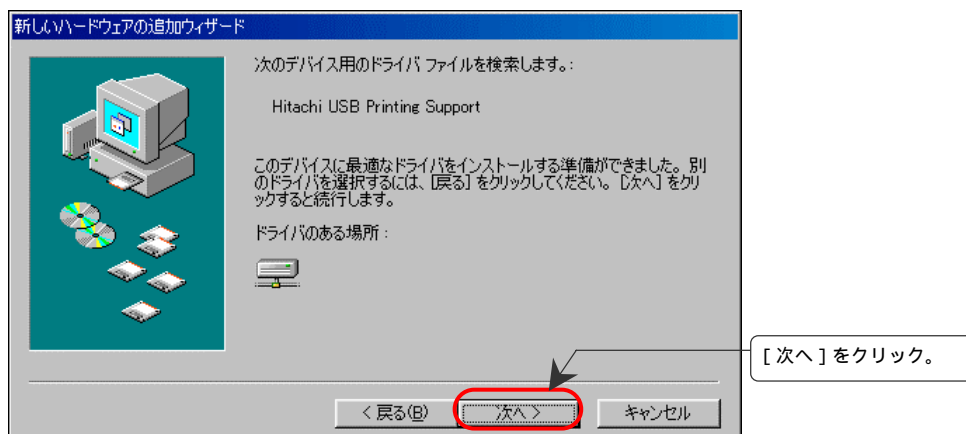 新しいハードウェアの追加ウィザード
次のデバイス用のドライバ ファイルを検索します。:
Hitachi USB Printing Support
このデバイスに最適なドライバをインストールする準備ができました。別
のドライバを選択するには、[戻る] をクリックしてください。[次へ] をクリ
ックすると続行します。
ドライバのある場所 :
[ 次へ ] をクリック。
< 戻る(B)
次へ >
キャンセル